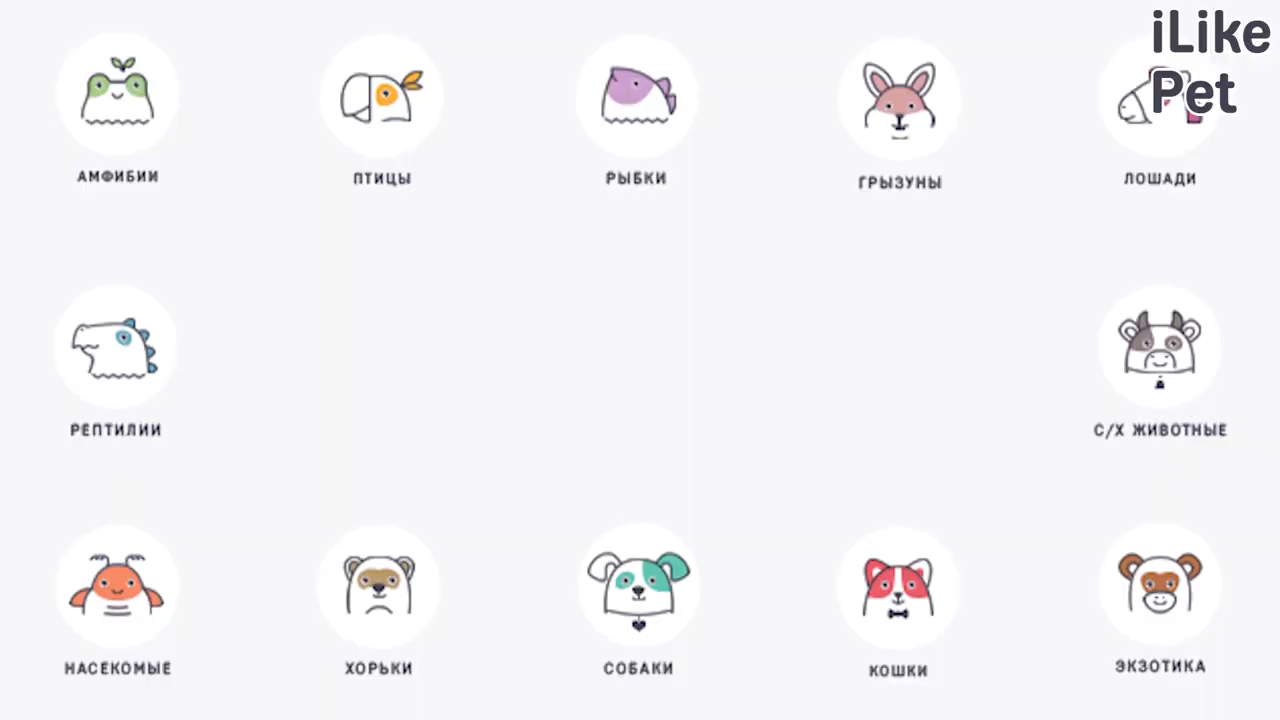 iLike
Pet
АМФИБИИ
ПТИЦЫ
РЫБКИ
ГРЫЗУНЫ
ЛОШАДИ
РЕПТИЛИИ
С/Х ЖИВОТНЫЕ
НАСЕКОМЫЕ
ХОРЬКИ
СОБАКИ
КОШКИ
ЭКЗОТИКА